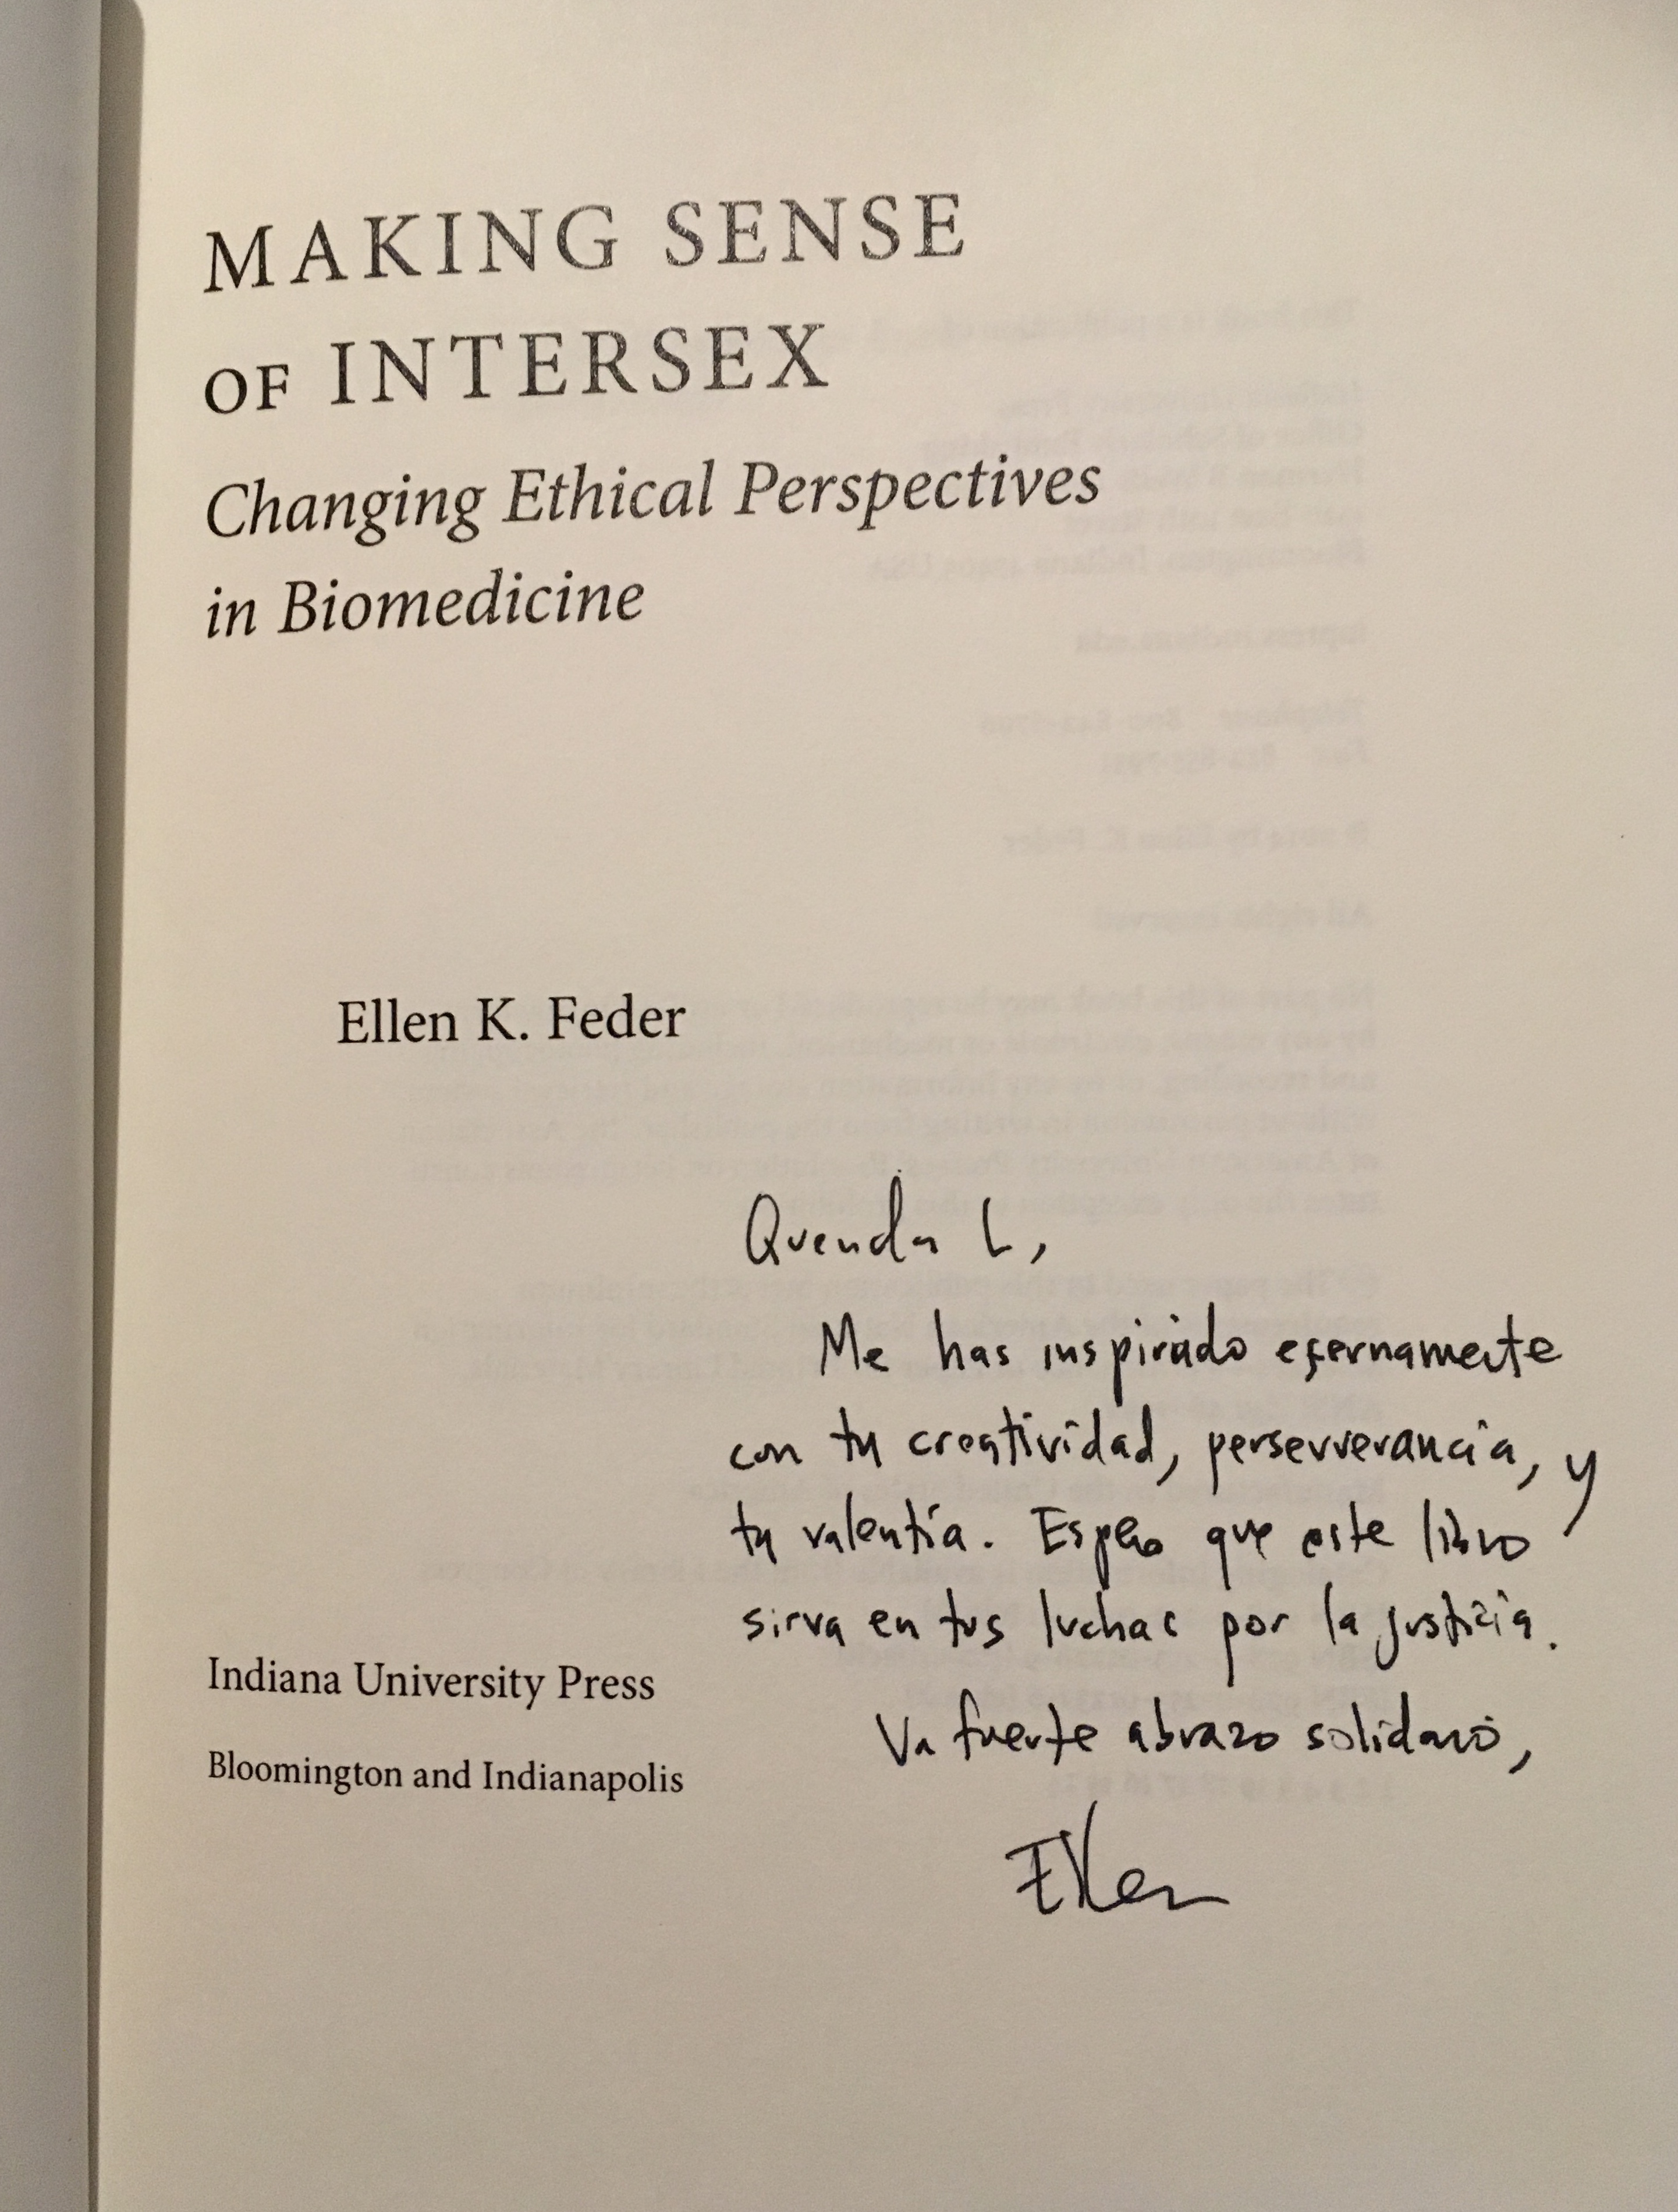 MAKING SENSE
OF INTERSEX
Changing Ethical Perspectives
in Biomedicine
Ellen K. Feder
Querida L,
Me has inspirado eternamente
con tu creatividad, perserverancia, y
tu valentía. Espero que este libro
sirva en tus luchas por la justicia.
Indiana University Press
Va fuerte abrazo solidario,
Bloomington and Indianapolis
Ellen